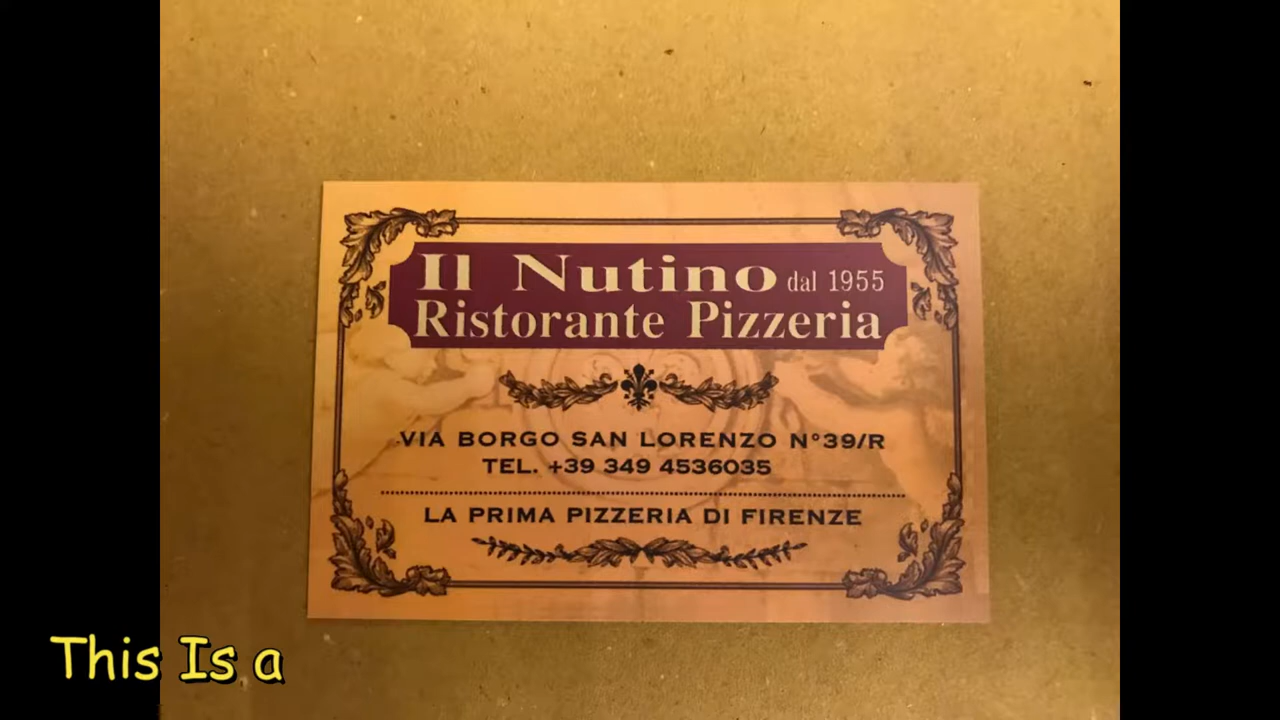 Il Nutino dal 1955
Ristorante Pizzeria
VIA BORGO SAN LORENZO N°39/R
TEL. +39 349 4536035
LA PRIMA PIZZERIA DI FIRENZE
This Is a